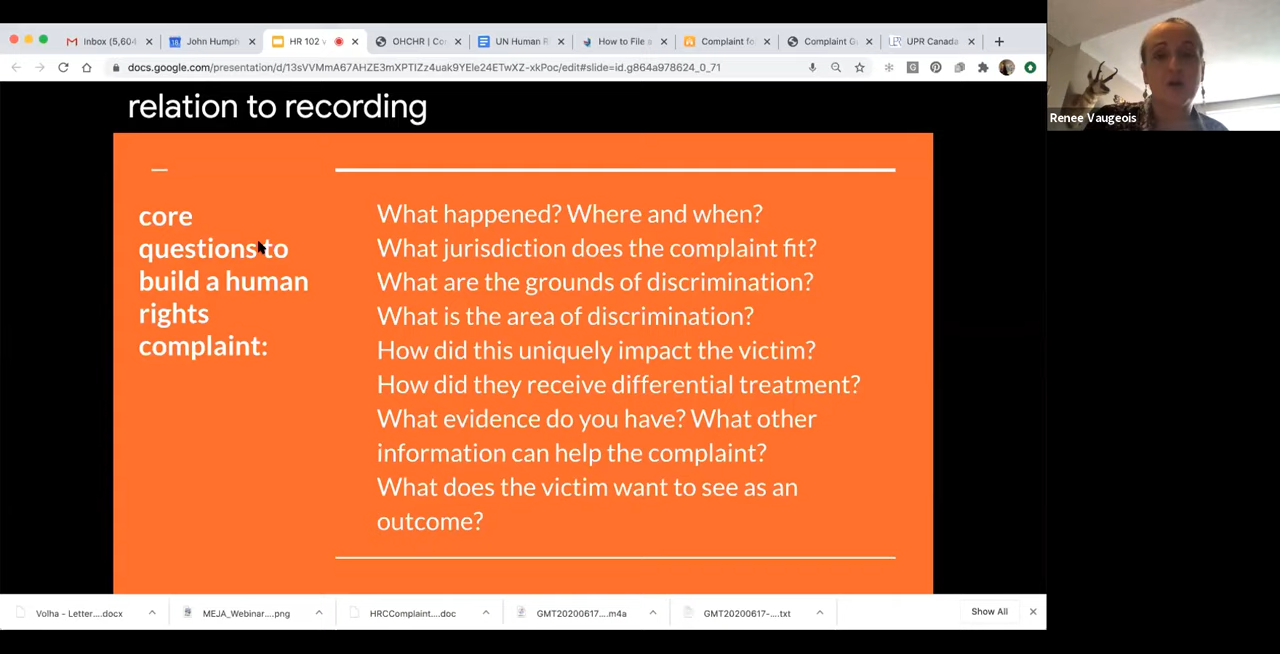 Inbox (5,604
John Humph
HR 102 v
OHCHR | Co
UN Human R
How to File a
Complaint fo
Complaint G
UPR Canada
docs.google.com/presentation/d/13sVVMmA67AHZE3mXPTIZz4uak9YEle24ETwXZ-xkPoc/edit#slide=id.g864a978624_0_71
Renee Vaugeois
relation to recording
core
questions to
build a human
rights
complaint:
What happened? Where and when?
What jurisdiction does the complaint fit?
What are the grounds of discrimination?
What is the area of discrimination?
How did this uniquely impact the victim?
How did they receive differential treatment?
What evidence do you have? What other
information can help the complaint?
What does the victim want to see as an
outcome?
Volha - Letter....docx
MEJA_Webinar....png
HRCComplaint....doc
GMT20200617....m4a
GMT20200617-....txt
Show All